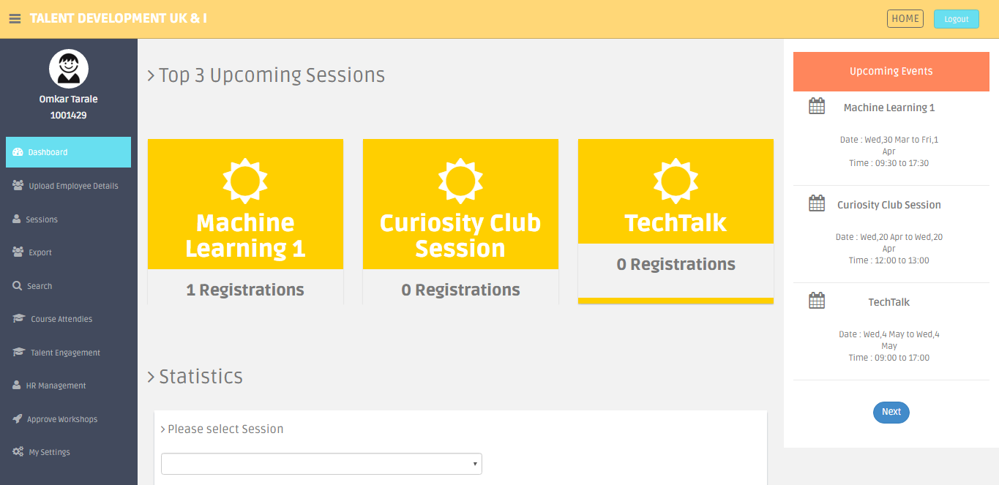 TALENT DEVELOPMENT UK & I
HOME
Logout
Omkar Tarale
1001429
Dashboard
Upload Employee Details
Sessions
Export
Search
Course Attendies
Talent Engagement
HR Management
Approve Workshops
My Settings
Top 3 Upcoming Sessions
Machine
Learning 1
1 Registrations
Curiosity Club
Session
0 Registrations
TechTalk
0 Registrations
Statistics
Please select Session
Upcoming Events
Machine Learning 1
Date : Wed,30 Mar to Fri,1
Apr
Time : 09:30 to 17:30
Curiosity Club Session
Date : Wed,20 Apr to Wed,20
Apr
Time : 12:00 to 13:00
TechTalk
Date : Wed,4 May to Wed,4
May
Time : 09:00 to 17:00
Next